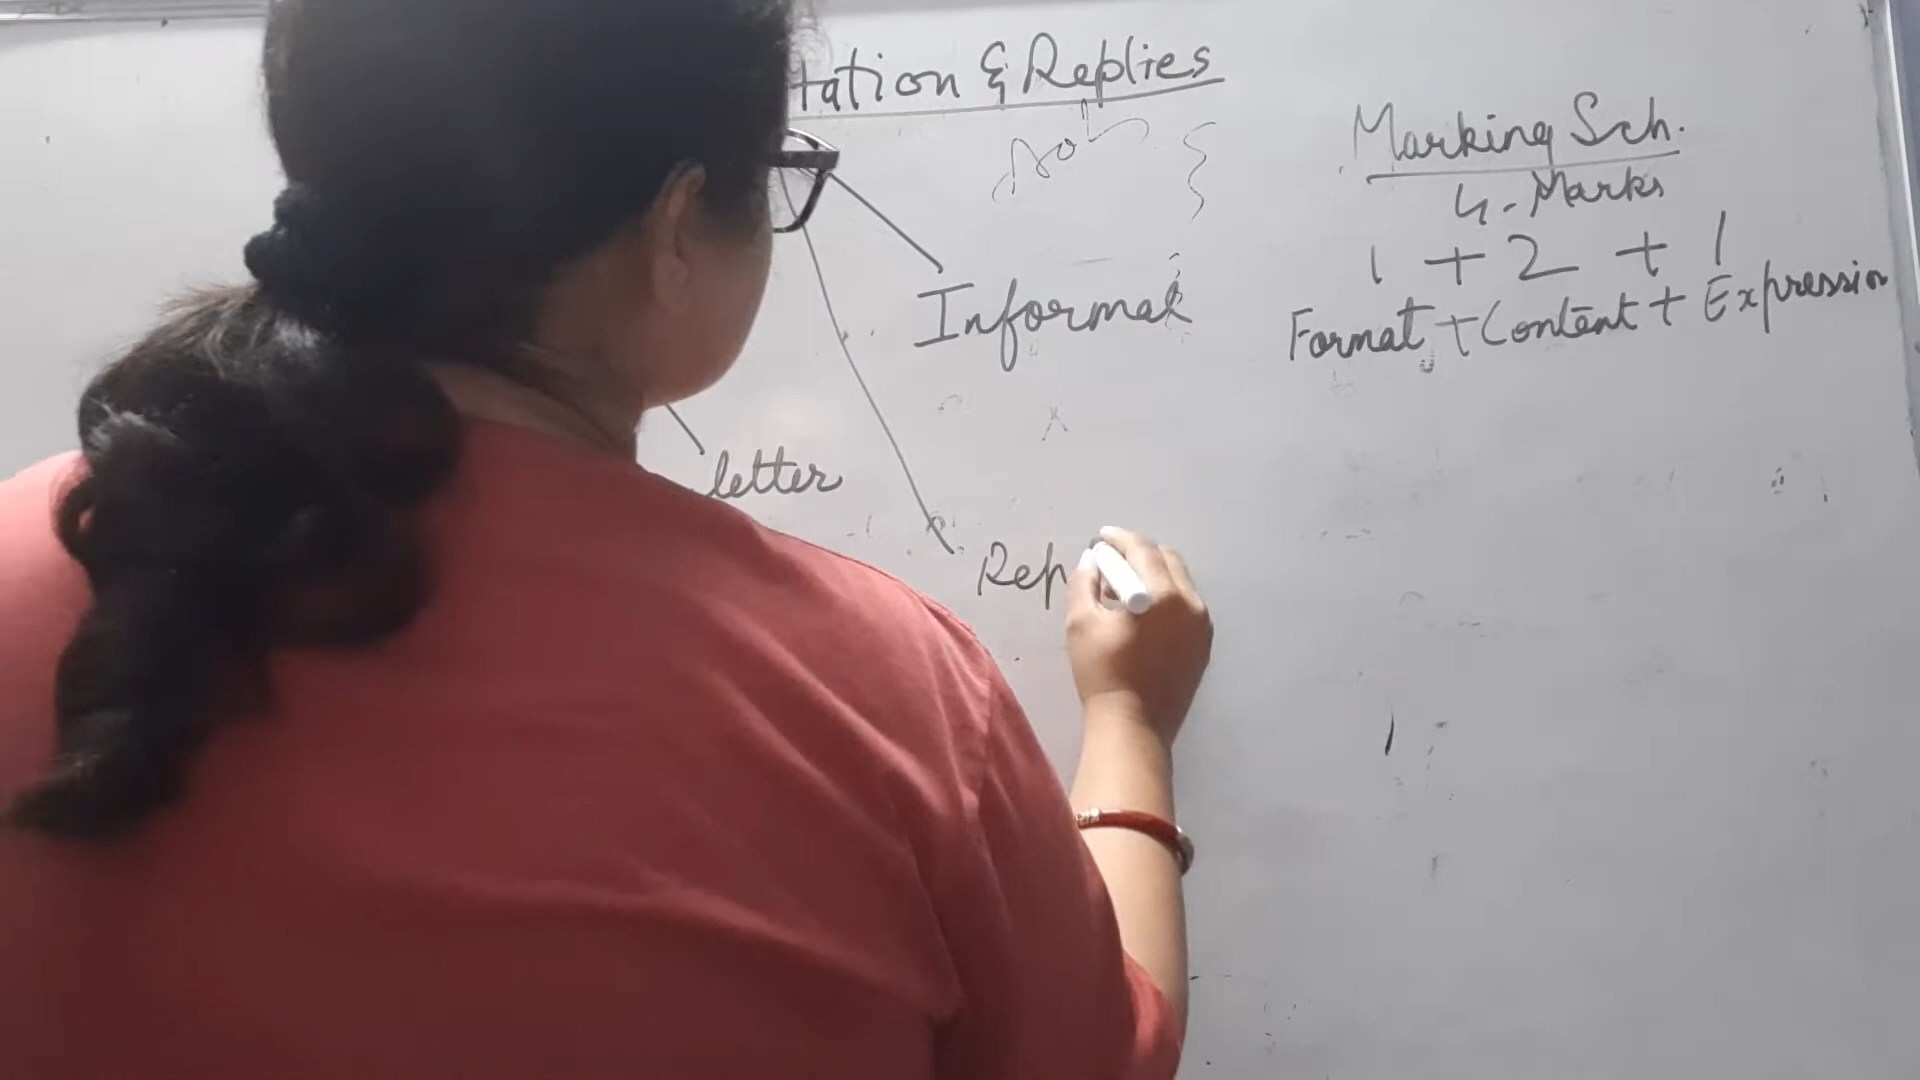 tation & Replies
Marking Sch.
4 - Marks
1 + 2 + 1
Format + Content + Expression
Informal
letter
Rep